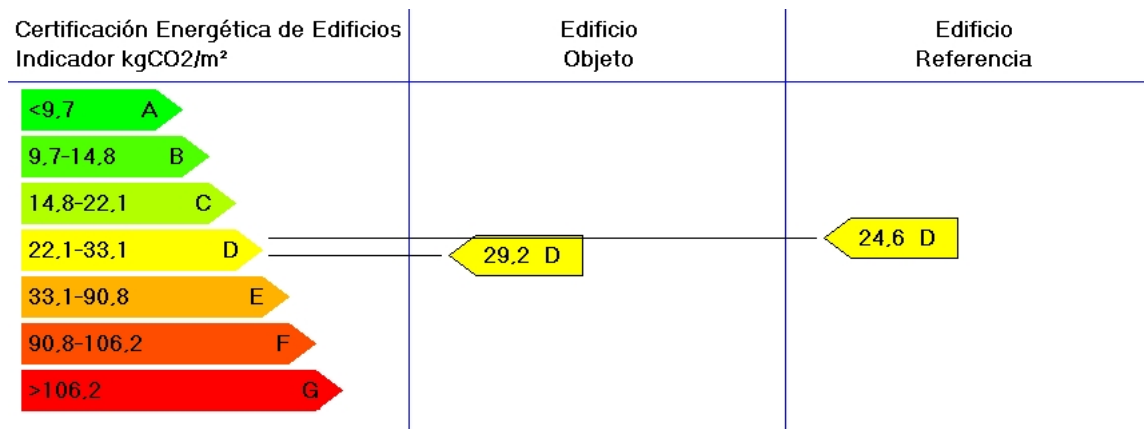 Certificación Energética de Edificios
Indicador kgCO2/m²
Edificio
Objeto
Edificio
Referencia
<9,7 A
9,7-14,8 B
14,8-22,1 C
22,1-33,1 D
33,1-90,8 E
90,8-106,2 F
>106,2 G
29,2 D
24,6 D